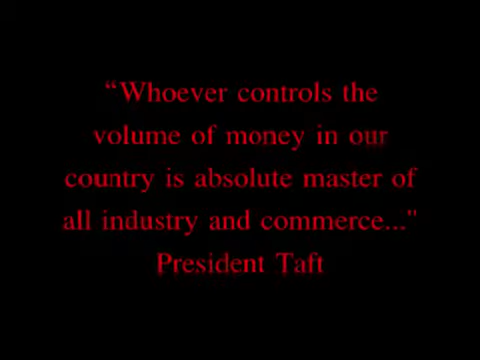 “Whoever controls the
volume of money in our
country is absolute master of
all industry and commerce..."
President Taft